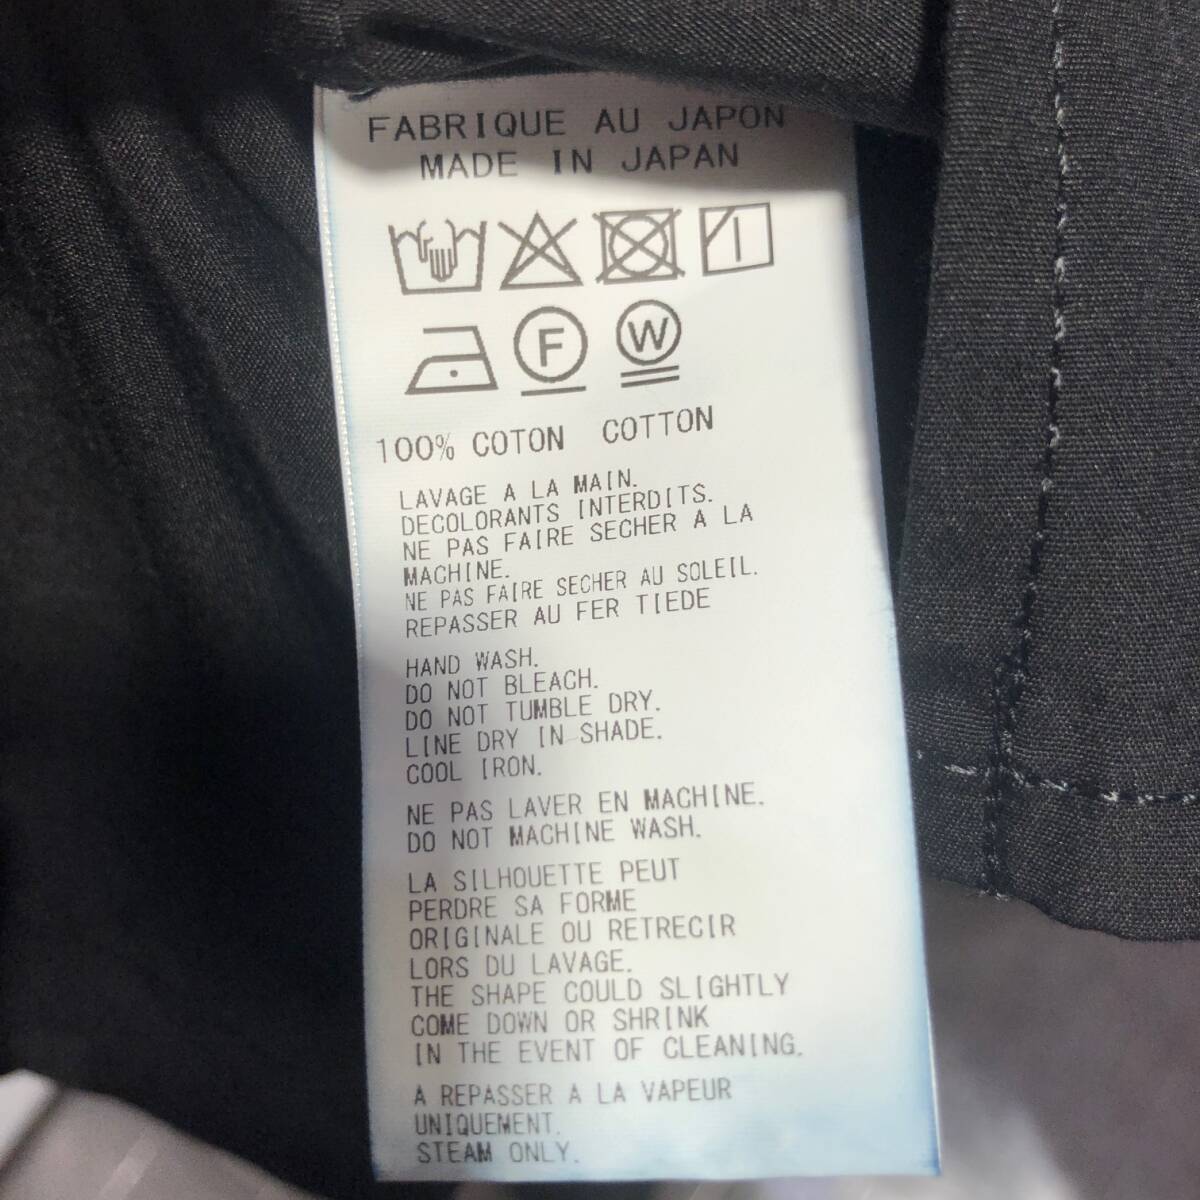 FABRIQUE AU JAPON
MADE IN JAPAN
F W
100% COTON COTTON
LAVAGE A LA MAIN.
DECOLORANTS INTERDITS.
NE PAS FAIRE SECHER A LA
MACHINE.
NE PAS FAIRE SECHER AU SOLEIL.
REPASSER AU FER TIEDE
HAND WASH.
DO NOT BLEACH.
DO NOT TUMBLE DRY.
LINE DRY IN SHADE.
COOL IRON.
NE PAS LAVER EN MACHINE.
DO NOT MACHINE WASH.
LA SILHOUETTE PEUT
PERDRE SA FORME
ORIGINALE OU RETRECIR
LORS DU LAVAGE.
THE SHAPE COULD SLIGHTLY
COME DOWN OR SHRINK
IN THE EVENT OF CLEANING.
A REPASSER A LA VAPEUR
UNIQUEMENT.
STEAM ONLY.